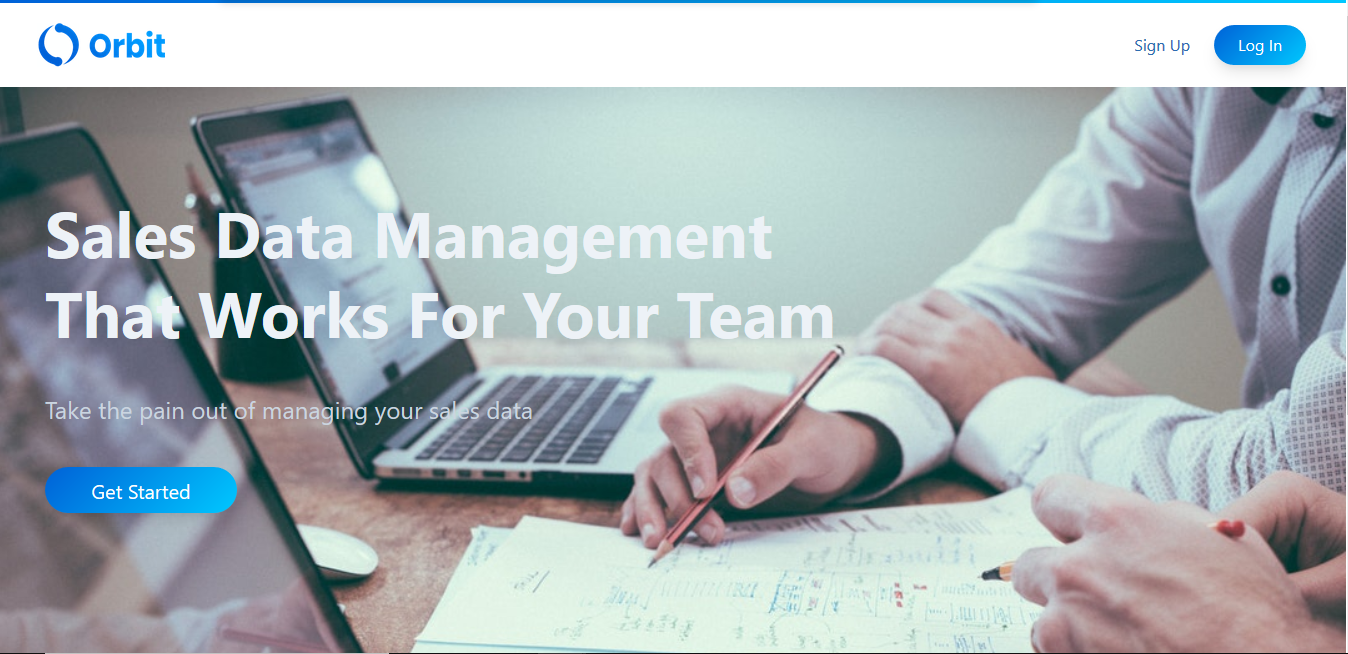 Orbit
Sign Up
Log In
Sales Data Management
That Works For Your Team
Take the pain out of managing your sales data
Get Started